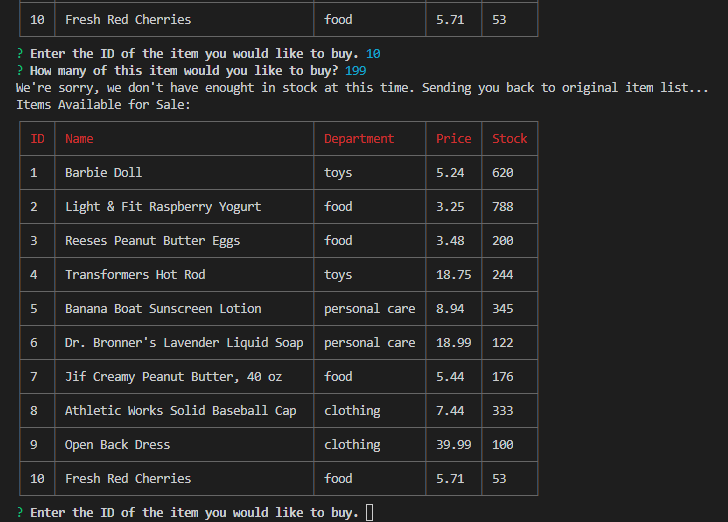 10 Fresh Red Cherries food 5.71 53
? Enter the ID of the item you would like to buy. 10
? How many of this item would you like to buy? 199
We're sorry, we don't have enought in stock at this time. Sending you back to original item list...
Items Available for Sale:
ID Name Department Price Stock
1 Barbie Doll toys 5.24 620
2 Light & Fit Raspberry Yogurt food 3.25 788
3 Reeses Peanut Butter Eggs food 3.48 200
4 Transformers Hot Rod toys 18.75 244
5 Banana Boat Sunscreen Lotion personal care 8.94 345
6 Dr. Bronner's Lavender Liquid Soap personal care 18.99 122
7 Jif Creamy Peanut Butter, 40 oz food 5.44 176
8 Athletic Works Solid Baseball Cap clothing 7.44 333
9 Open Back Dress clothing 39.99 100
10 Fresh Red Cherries food 5.71 53
? Enter the ID of the item you would like to buy.